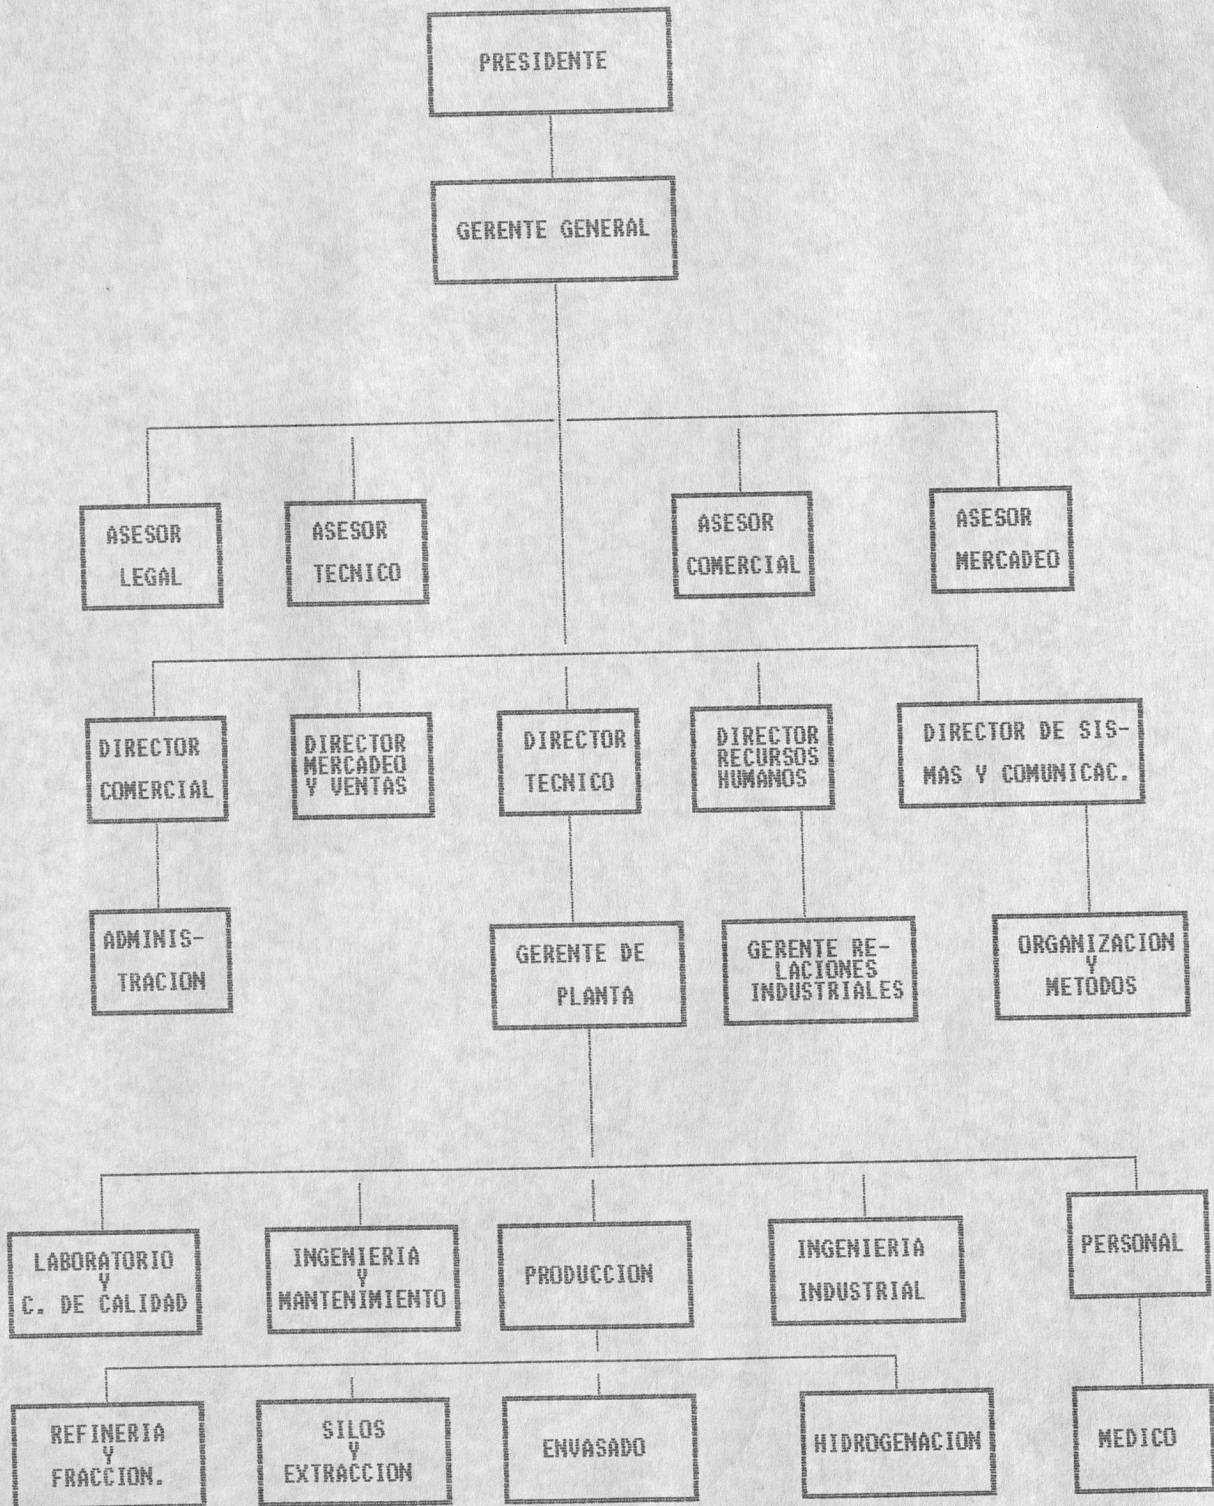 PRESIDENTE
GERENTE GENERAL
ASESOR
LEGAL
ASESOR
TECNICO
ASESOR
COMERCIAL
ASESOR
MERCADEO
DIRECTOR
COMERCIAL
DIRECTOR
MERCADEO
Y VENTAS
DIRECTOR
TECNICO
DIRECTOR
RECURSOS
HUMANOS
DIRECTOR DE SIS-
MAS Y COMUNICAC.
ADMINIS-
TRACION
GERENTE DE
PLANTA
GERENTE RE-
LACIONES
INDUSTRIALES
ORGANIZACION
Y
METODOS
LABORATORIO
Y
C. DE CALIDAD
INGENIERIA
Y
MANTENIMIENTO
PRODUCCION
INGENIERIA
INDUSTRIAL
PERSONAL
REFINERIA
Y
FRACCION.
SILOS
Y
EXTRACCION
ENVASADO
HIDROGENACION
MEDICO